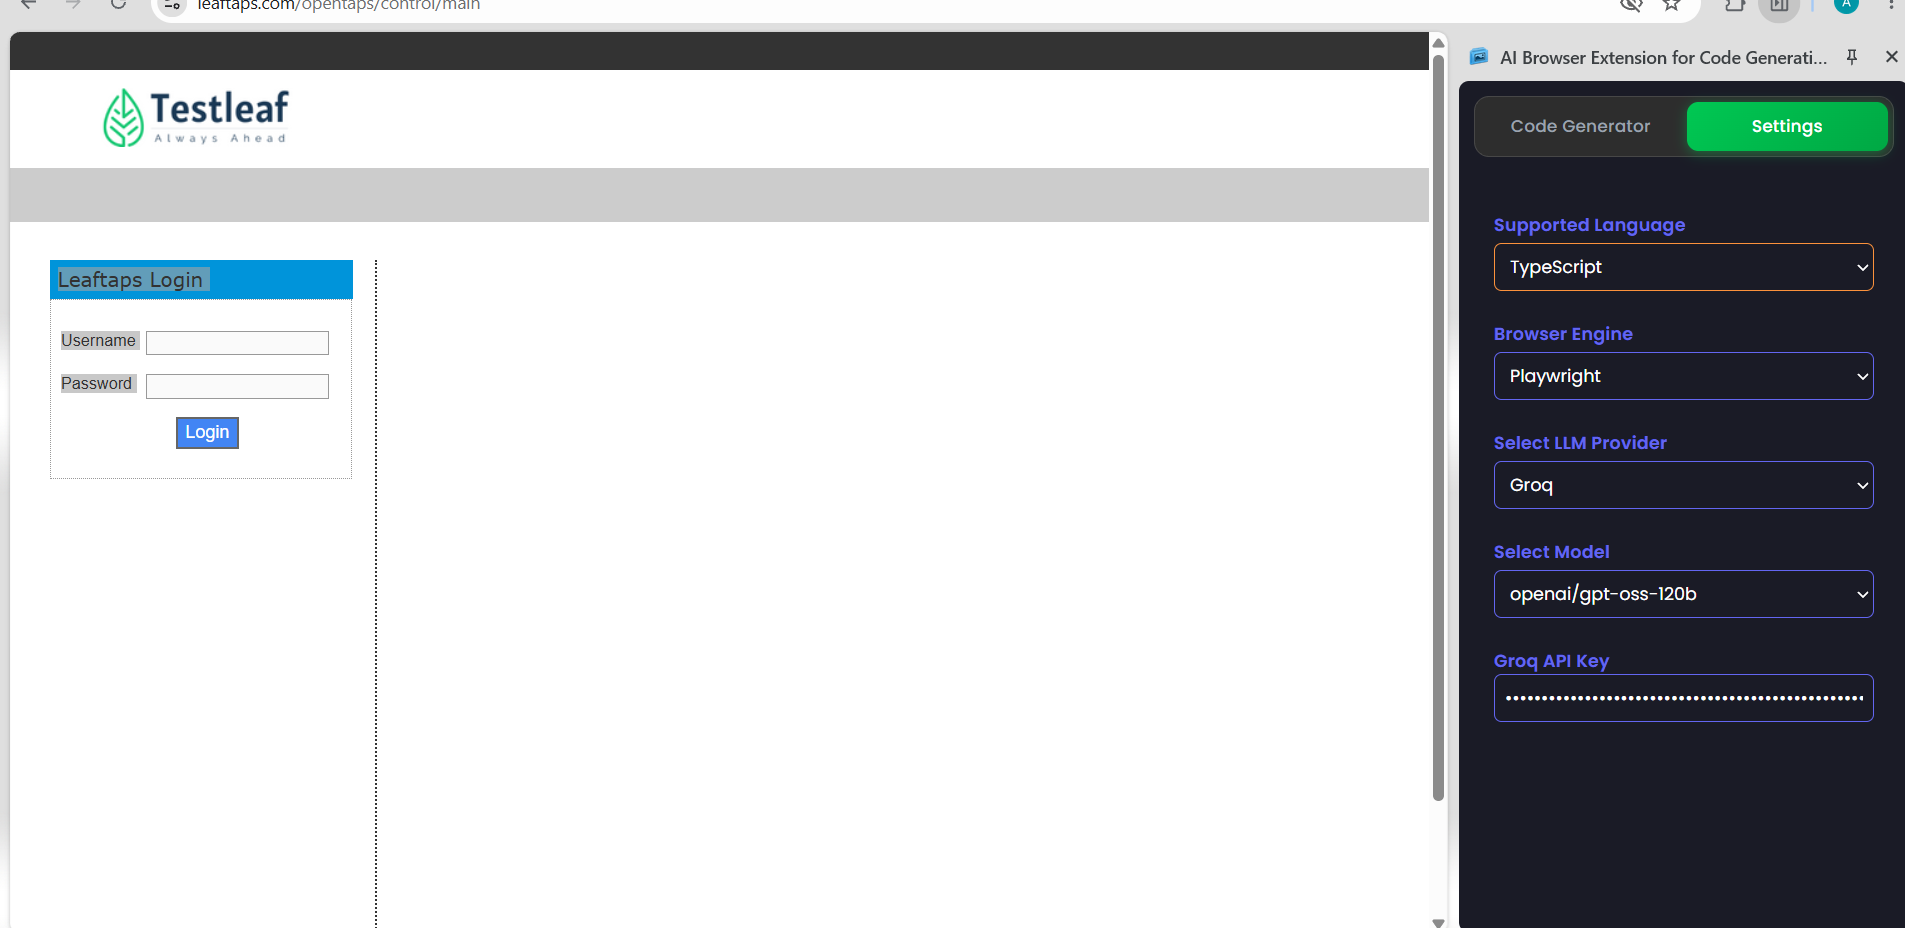 leaftaps.com/opentaps/control/main
A
AI Browser Extension for Code Generati...
Testleaf
Always Ahead
Code Generator
Settings
Leaftaps Login
Username
Password
Login
Supported Language
TypeScript
Browser Engine
Playwright
Select LLM Provider
Groq
Select Model
openai/gpt-oss-120b
Groq API Key